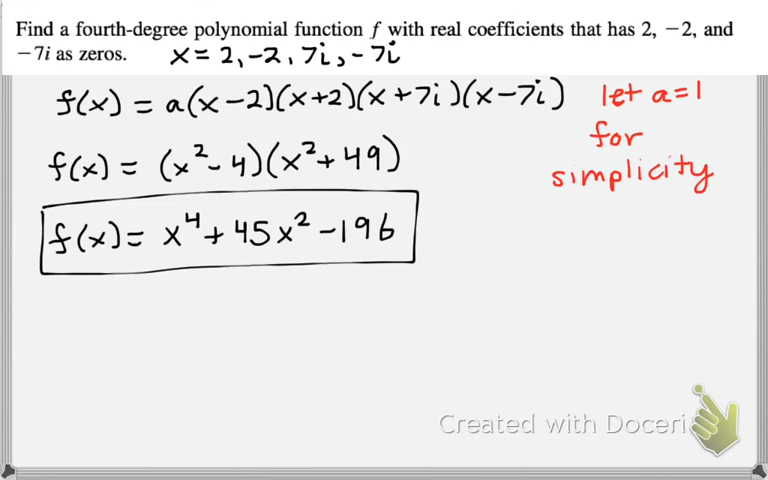 Find a fourth-degree polynomial function f with real coefficients that has 2, −2, and
−7i as zeros. x = 2, -2, 7i, -7i
f(x) = a(x-2)(x+2)(x+7i)(x-7i) let a=1
for
f(x) = (x²-4)(x²+49)
simplicity
f(x) = x⁴+45x²-196
Created with Doceri